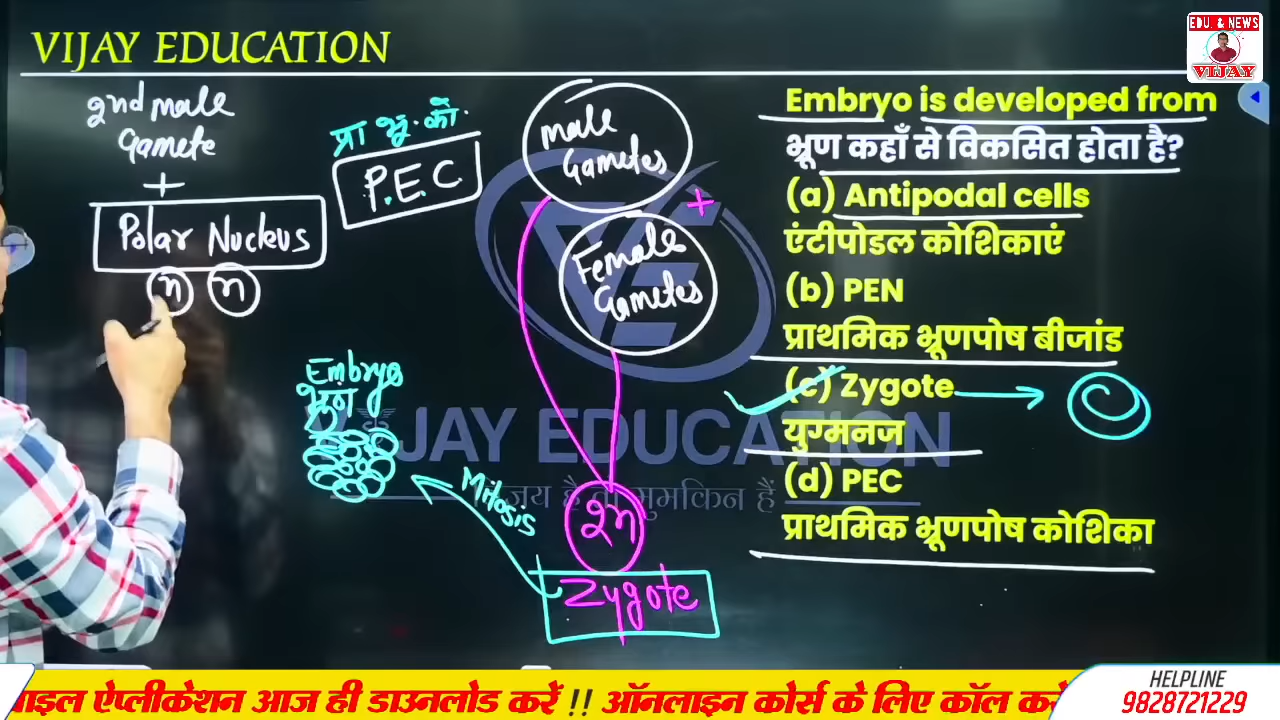 VIJAY EDUCATION
EDU. & NEWS
VIJAY
2nd male
Gamete
+
Polar Nucleus
n n
प्रा भ्रू. को.
P.E.C
male
Gametes
+
Female
Gametes
Embryo
भ्रूण
Mitosis
2n
Zygote
Embryo is developed from
भ्रूण कहाँ से विकसित होता है?
(a) Antipodal cells
एंटीपोडल कोशिकाएं
(b) PEN
प्राथमिक भ्रूणपोष बीजांड
(c) Zygote
युग्मनज
(d) PEC
प्राथमिक भ्रूणपोष कोशिका
JAY EDUCATION
है तो मुमकिन हैं
ऐप्लीकेशन आज ही डाउनलोड करें !! ऑनलाइन कोर्स के लिए कॉल
HELPLINE
9828721229